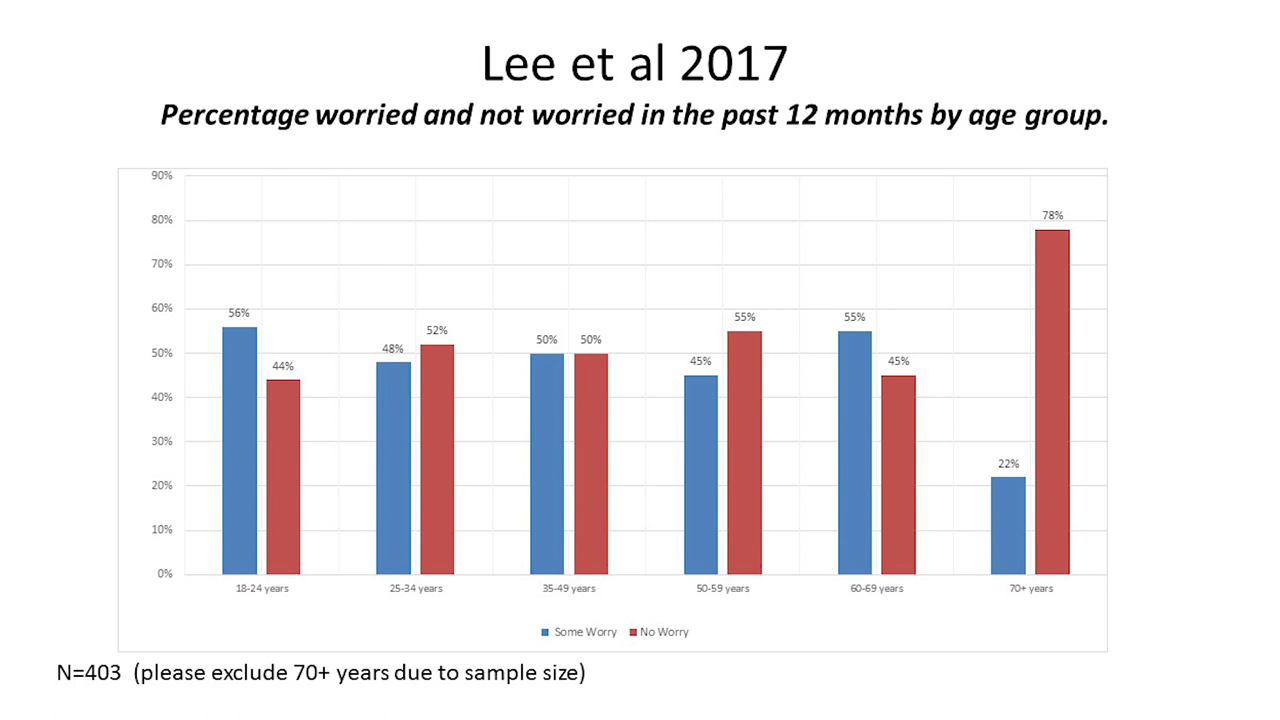 Lee et al 2017
Percentage worried and not worried in the past 12 months by age group.
90%
80%
70%
60%
50%
40%
30%
20%
10%
0%
56%
44%
48%
52%
50%
50%
45%
55%
55%
45%
22%
78%
18-24 years
25-34 years
35-49 years
50-59 years
60-69 years
70+ years
Some Worry
No Worry
N=403 (please exclude 70+ years due to sample size)